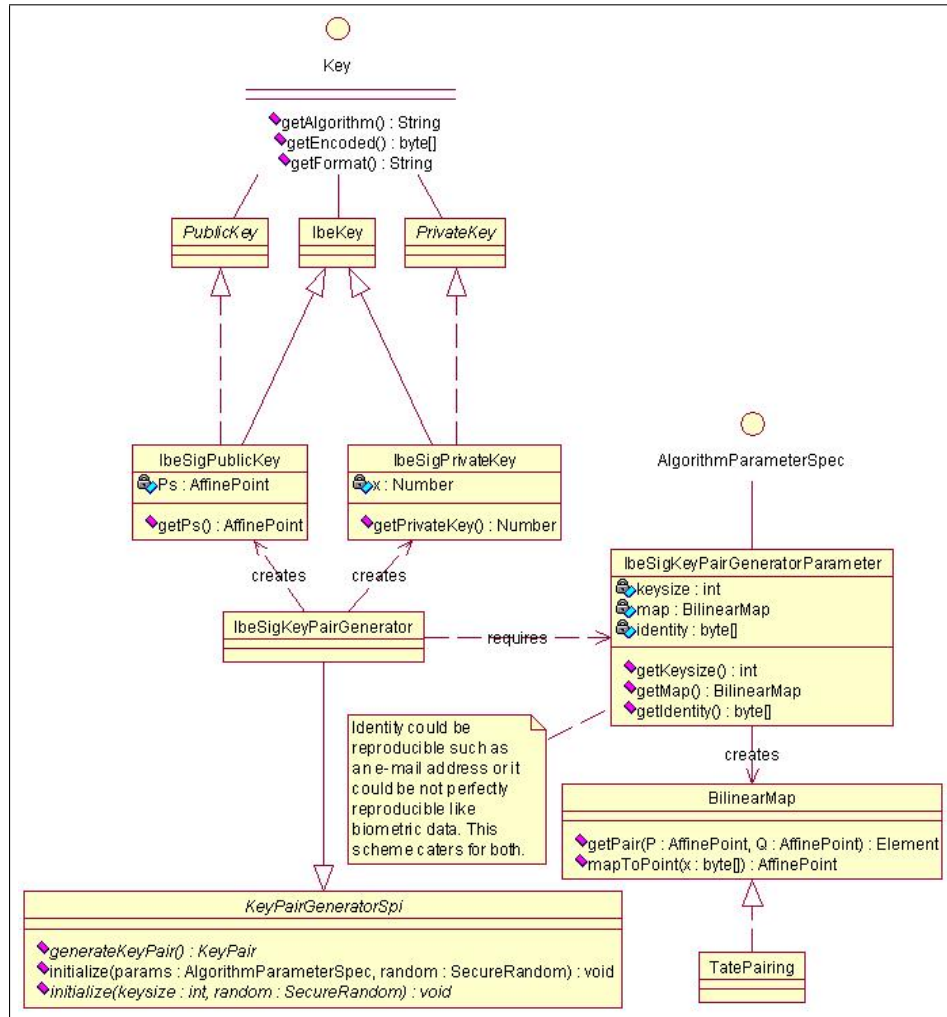 Key
getAlgorithm() : String
getEncoded() : byte[]
getFormat() : String
PublicKey
IbeKey
PrivateKey
IbeSigPublicKey
Ps : AffinePoint
getPs() : AffinePoint
IbeSigPrivateKey
x : Number
getPrivateKey() : Number
AlgorithmParameterSpec
creates
creates
IbeSigKeyPairGenerator
requires
IbeSigKeyPairGeneratorParameter
keysize : int
map : BilinearMap
identity : byte[]
getKeysize() : int
getMap() : BilinearMap
getIdentity() : byte[]
Identity could be
reproducible such as
an e-mail address or it
could be not perfectly
reproducible like
biometric data. This
scheme caters for both.
creates
BilinearMap
getPair(P : AffinePoint, Q : AffinePoint) : Element
mapToPoint(x : byte[]) : AffinePoint
KeyPairGeneratorSpi
generateKeyPair() : KeyPair
initialize(params : AlgorithmParameterSpec, random : SecureRandom) : void
initialize(keysize : int, random : SecureRandom) : void
TatePairing